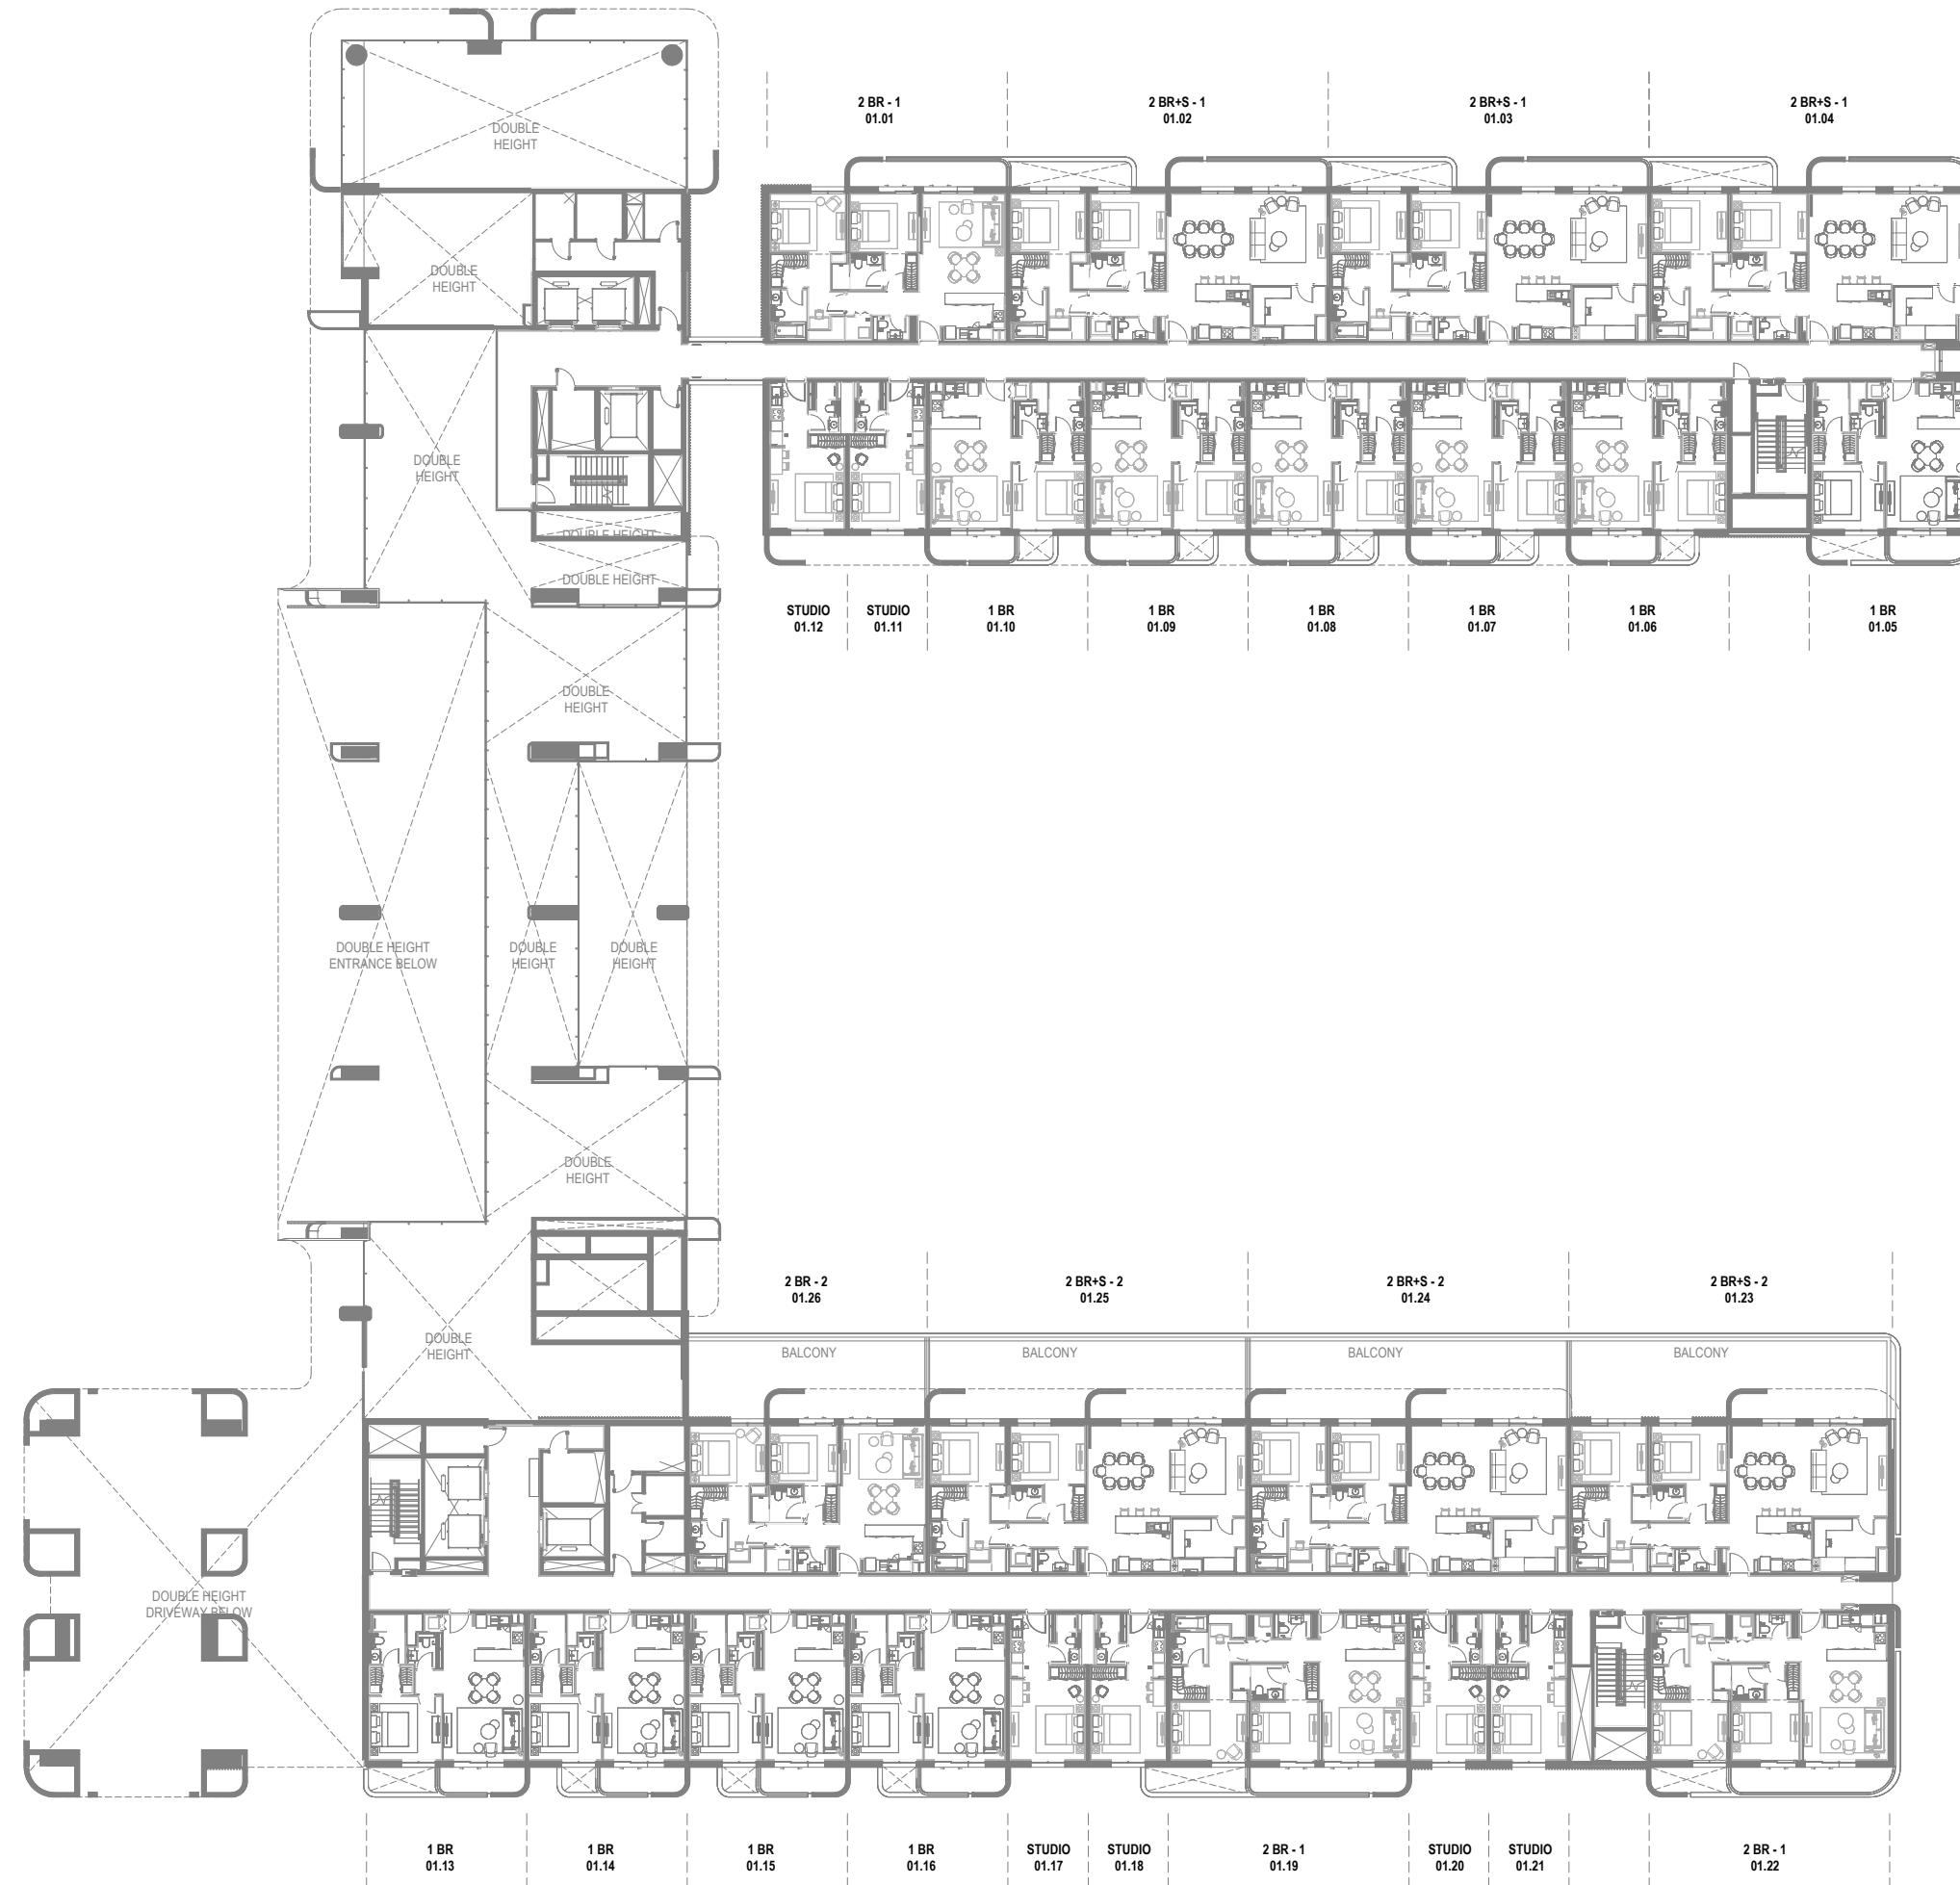 2 BR - 1
01.01
2 BR+S - 1
01.02
2 BR+S - 1
01.03
2 BR+S - 1
01.04
DOUBLE
HEIGHT
DOUBLE
HEIGHT
DOUBLE
HEIGHT
DOUBLE HEIGHT
DOUBLE HEIGHT
STUDIO
01.12
STUDIO
01.11
1 BR
01.10
1 BR
01.09
1 BR
01.08
1 BR
01.07
1 BR
01.06
1 BR
01.05
DOUBLE
HEIGHT
DOUBLE HEIGHT
ENTRANCE BELOW
DOUBLE
HEIGHT
DOUBLE
HEIGHT
DOUBLE
HEIGHT
2 BR - 2
01.26
2 BR+S - 2
01.25
2 BR+S - 2
01.24
2 BR+S - 2
01.23
DOUBLE
HEIGHT
BALCONY
BALCONY
BALCONY
BALCONY
DOUBLE HEIGHT
DRIVEWAY BELOW
1 BR
01.13
1 BR
01.14
1 BR
01.15
1 BR
01.16
STUDIO
01.17
STUDIO
01.18
2 BR - 1
01.19
STUDIO
01.20
STUDIO
01.21
2 BR - 1
01.22